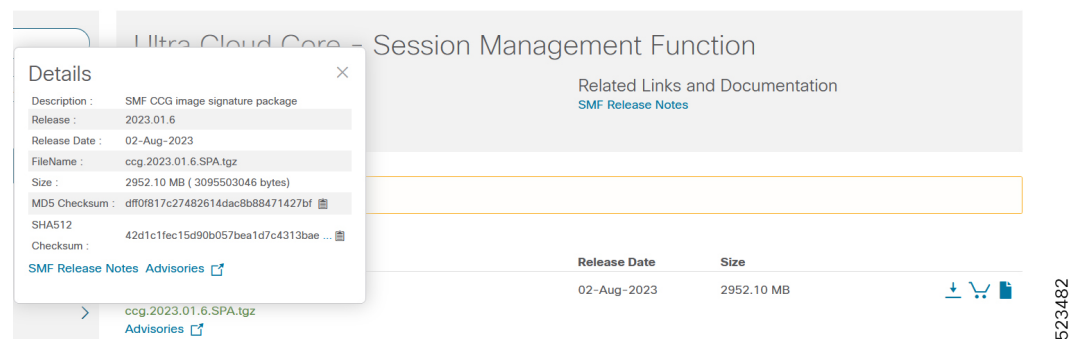 Ultra Cloud Core - Session Management Function
Related Links and Documentation
SMF Release Notes
Details
Description : SMF CCG image signature package
Release : 2023.01.6
Release Date : 02-Aug-2023
FileName : ccg.2023.01.6.SPA.tgz
Size : 2952.10 MB ( 3095503046 bytes)
MD5 Checksum : dff0f817c27482614dac8b88471427bf
SHA512
Checksum :
42d1c1fec15d90b057bea1d7c4313bae ...
SMF Release Notes Advisories
Release Date Size
02-Aug-2023 2952.10 MB
ccg.2023.01.6.SPA.tgz
Advisories
523482